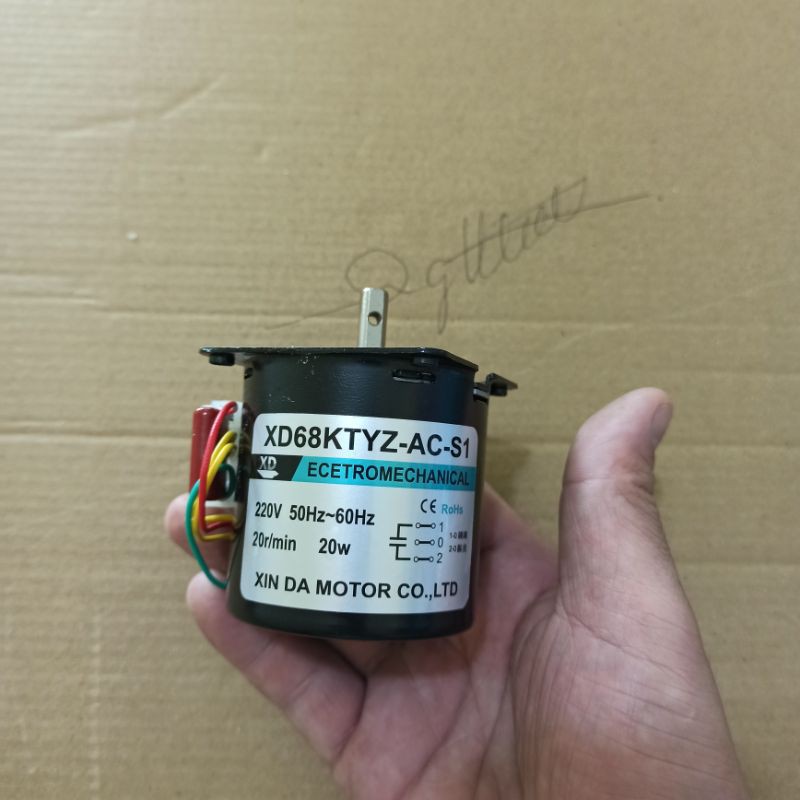 XD68KTYZ-AC-S1
XD ECETROMECHANICAL
CE RoHs
220V 50Hz~60Hz
20r/min 20w
1
0
2
XIN DA MOTOR CO.,LTD